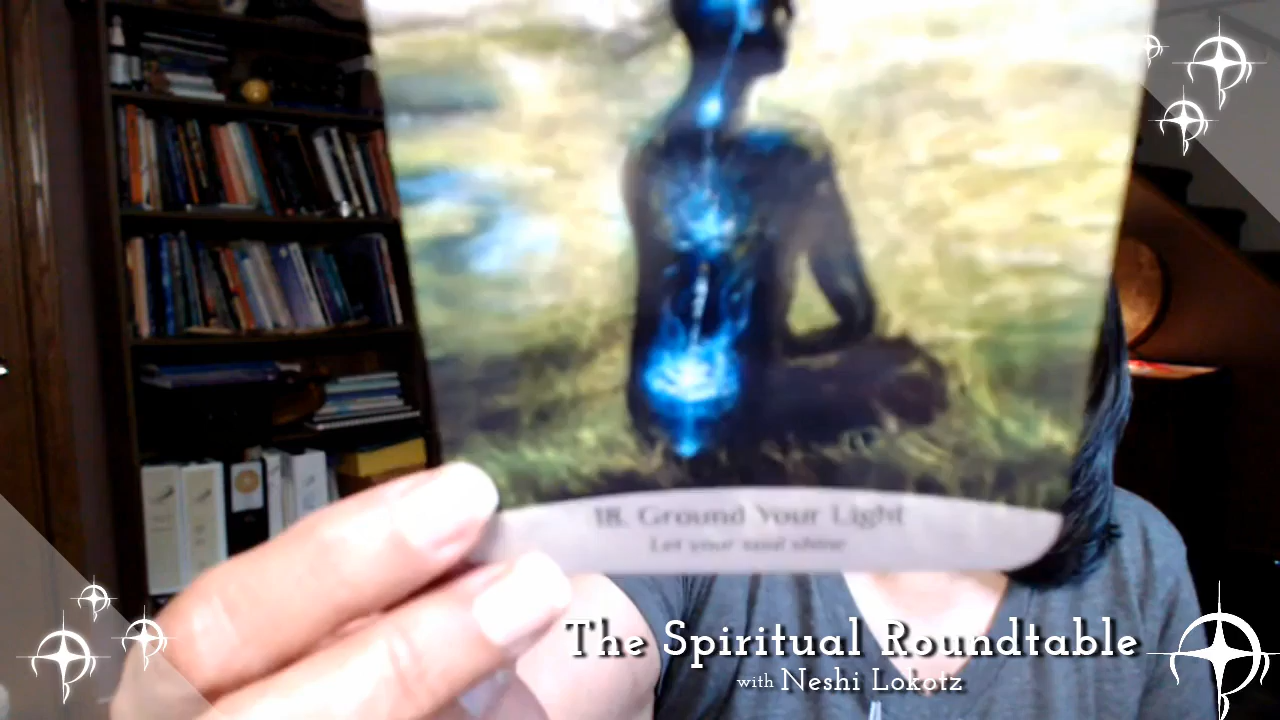 18. Ground Your Light
Let your soul shine
The Spiritual Roundtable
with Neshi Lokotz